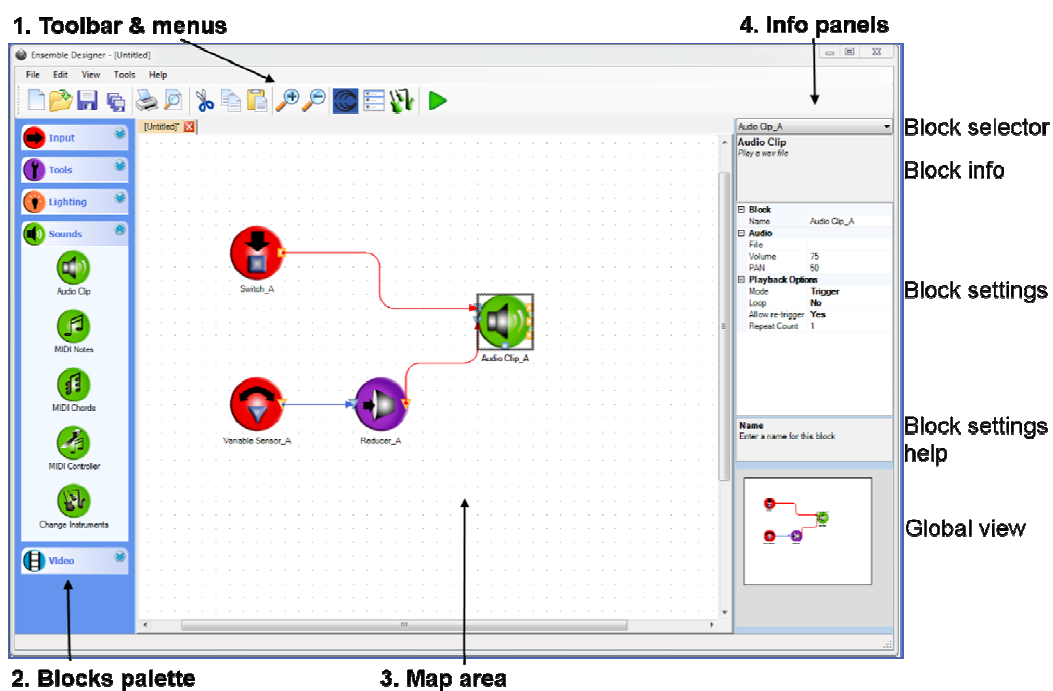 1. Toolbar & menus
4. Info panels
Ensemble Designer - [Untitled]
File Edit View Tools Help
[Untitled]*
Input
Tools
Lighting
Sounds
Audio Clip
MIDI Notes
MIDI Chords
MIDI Controller
Change Instruments
Video
Switch_A
Audio Clip_A
Variable Sensor_A
Reducer_A
Audio Clip_A
Audio Clip
Play a wav file
Block
Name Audio Clip_A
Audio
File
Volume 75
PAN 50
Playback Options
Mode Trigger
Loop No
Allow re-trigger Yes
Repeat Count 1
Name
Enter a name for this block
Block selector
Block info
Block settings
Block settings
help
Global view
2. Blocks palette
3. Map area